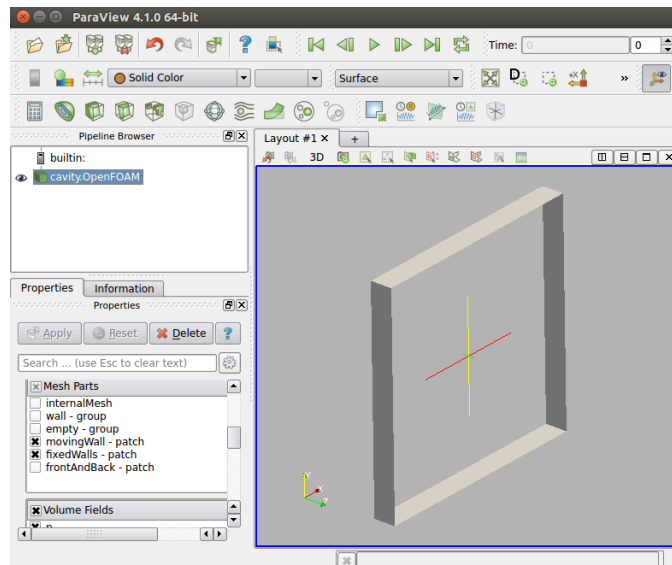 ParaView 4.1.0 64-bit
Time: 0 0
Solid Color Surface »
Pipeline Browser
Layout #1 × +
3D
builtin:
cavity.OpenFOAM
Properties Information
Properties
Apply Reset Delete ?
Search ... (use Esc to clear text)
Mesh Parts
internalMesh
wall - group
empty - group
movingWall - patch
fixedWalls - patch
frontAndBack - patch
Volume Fields
Y
X
Z